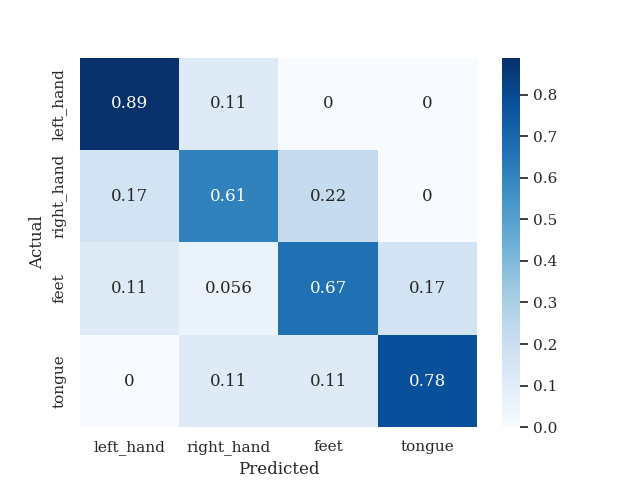 left_hand 0.89 0.11 0 0
right_hand 0.17 0.61 0.22 0
feet 0.11 0.056 0.67 0.17
tongue 0 0.11 0.11 0.78
Actual
left_hand right_hand feet tongue
Predicted
0.8
0.7
0.6
0.5
0.4
0.3
0.2
0.1
0.0